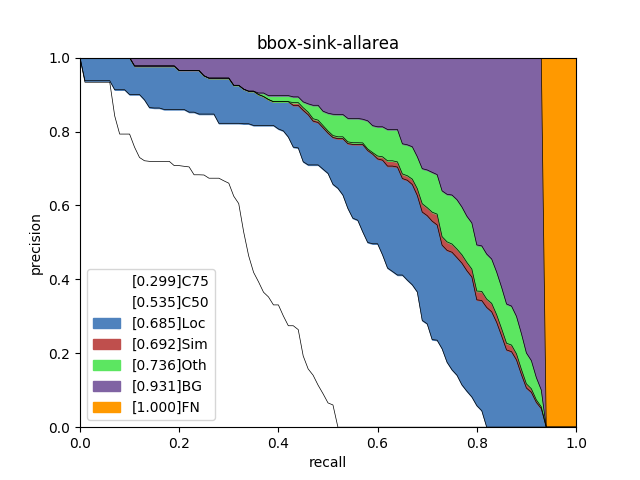 bbox-sink-allarea
precision
1.0
0.8
0.6
0.4
0.2
0.0
[0.299]C75
[0.535]C50
[0.685]Loc
[0.692]Sim
[0.736]Oth
[0.931]BG
[1.000]FN
0.0 0.2 0.4 0.6 0.8 1.0
recall